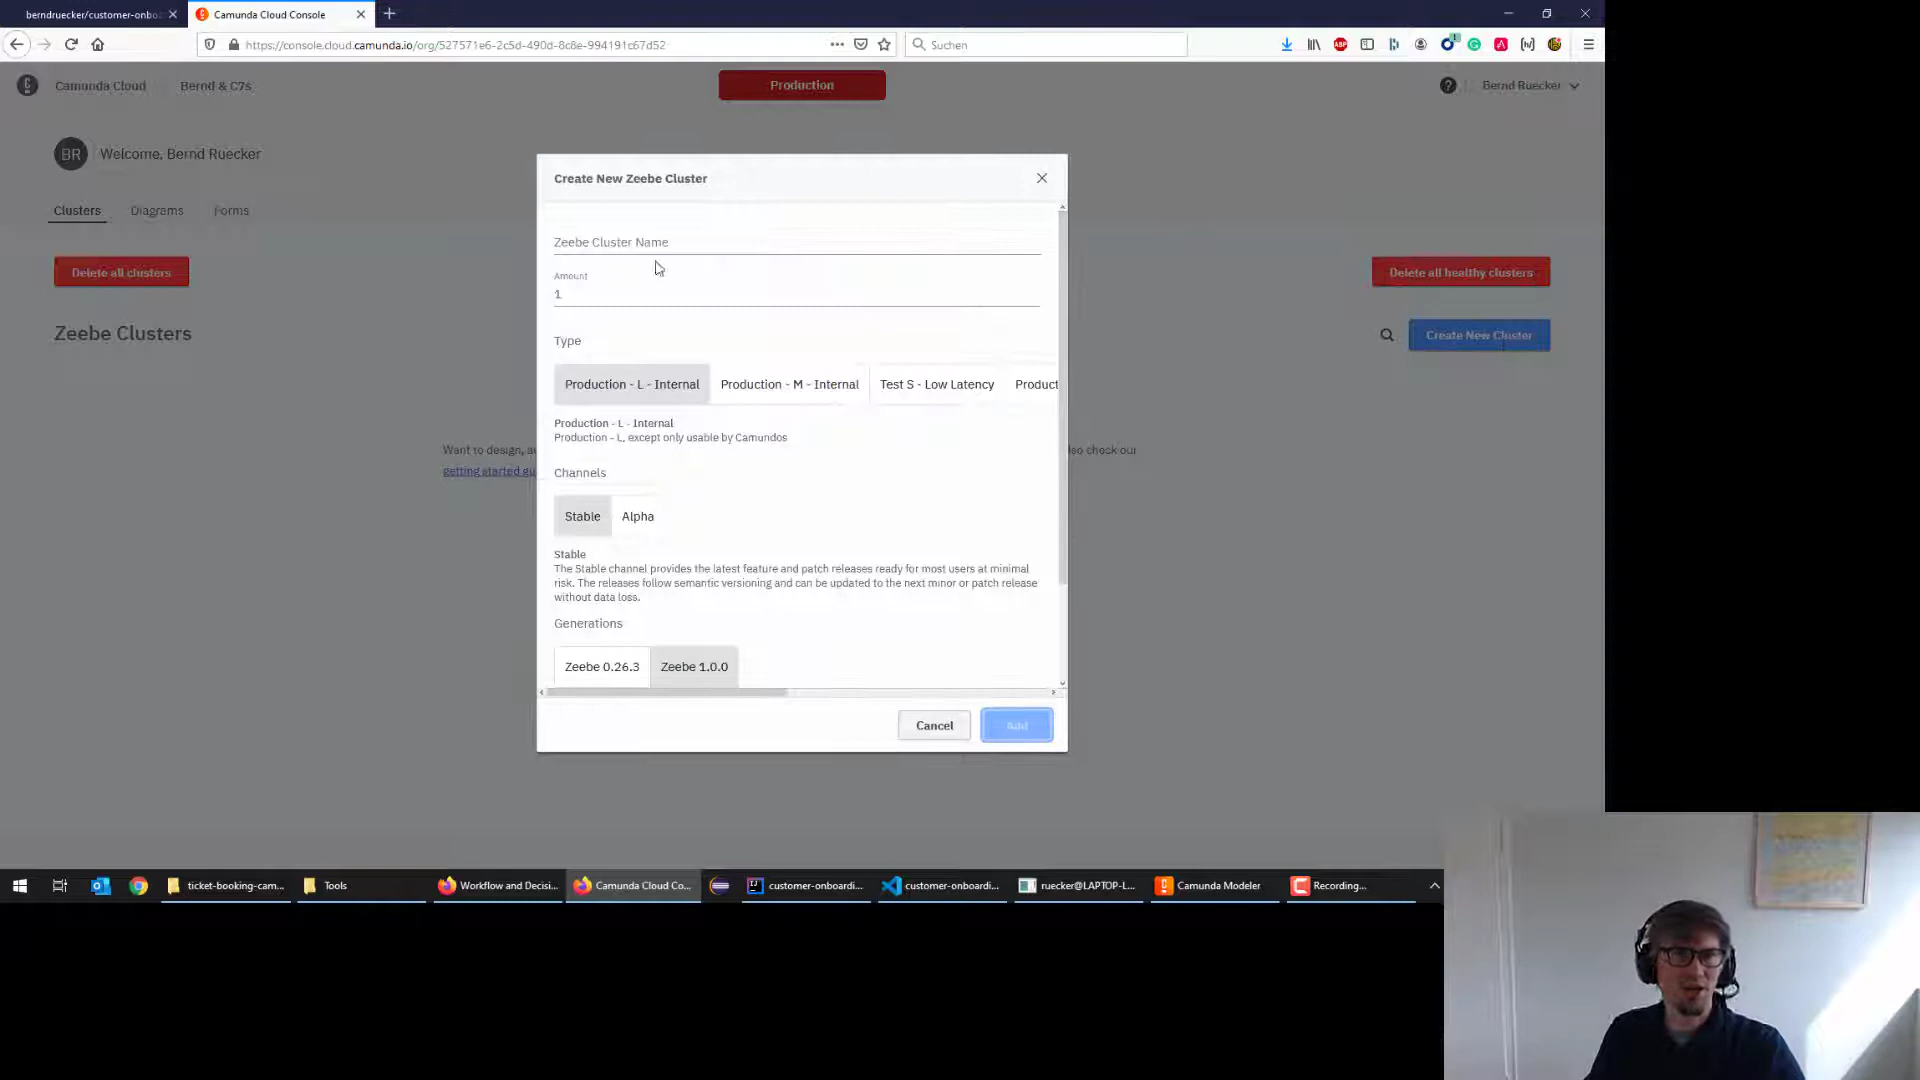 berndruecker/customer-onbo
Camunda Cloud Console
https://console.cloud.camunda.io/org/527571e6-2c5d-490d-8c8e-994191c67d52
Suchen
Camunda Cloud
Bernd & C7s
Production
Bernd Ruecker
BR
Welcome, Bernd Ruecker
Clusters
Diagrams
Forms
Delete all clusters
Delete all healthy clusters
Zeebe Clusters
Create New Cluster
Want to design, au
lso check our
getting started gu
Create New Zeebe Cluster
Zeebe Cluster Name
Amount
1
Type
Production - L - Internal
Production - M - Internal
Test S - Low Latency
Product
Production - L - Internal
Production - L, except only usable by Camundos
Channels
Stable
Alpha
Stable
The Stable channel provides the latest feature and patch releases ready for most users at minimal
risk. The releases follow semantic versioning and can be updated to the next minor or patch release
without data loss.
Generations
Zeebe 0.26.3
Zeebe 1.0.0
Cancel
Add
ticket-booking-cam...
Tools
Workflow and Decisi...
Camunda Cloud Co...
customer-onboardi...
customer-onboardi...
ruecker@LAPTOP-L...
Camunda Modeler
Recording...